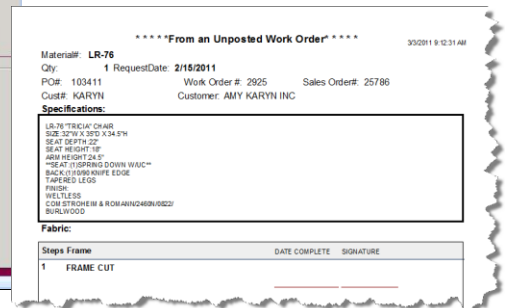 * * * * *From an Unposted Work Order* * * * *
3/3/2011 9:12:31 AM
Material#: LR-76
Qty: 1 RequestDate: 2/15/2011
PO#: 103411 Work Order #: 2925 Sales Order#: 25786
Cust#: KARYN Customer: AMY KARYN INC
Specifications:
LR-76 "TRICIA" CHAIR
SIZE:32"W X 35"D X 34.5"H
SEAT DEPTH:22"
SEAT HEIGHT:18"
ARM HEIGHT:24.5"
**SEAT:(1)SPRING DOWN W/UC**
BACK:(1)10/90 KNIFE EDGE
TAPERED LEGS
FINISH:
WELTLESS
COM:STROHEIM & ROMANN/2460N/0822/
BURLWOOD
Fabric:
Steps Frame DATE COMPLETE SIGNATURE
1 FRAME CUT